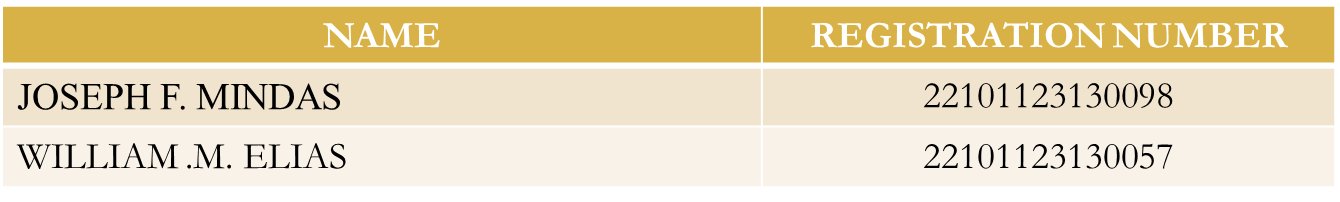 NAME REGISTRATION NUMBER
JOSEPH F. MINDAS 22101123130098
WILLIAM .M. ELIAS 22101123130057